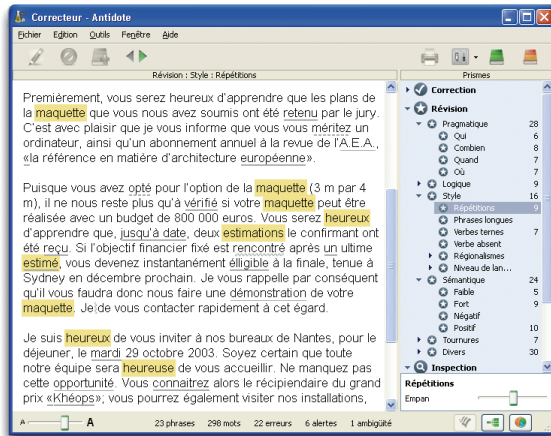 Correcteur - Antidote
Fichier Edition Outils Fenêtre Aide
Révision : Style : Répétitions
Premièrement, vous serez heureux d'apprendre que les plans de
la maquette que vous nous avez soumis ont été retenu par le jury.
C'est avec plaisir que je vous informe que vous vous méritez un
ordinateur, ainsi qu'un abonnement annuel à la revue de l'A.E.A.,
«la référence en matière d'architecture européenne».
Puisque vous avez opté pour l'option de la maquette (3 m par 4
m), il ne nous reste plus qu'à vérifié si votre maquette peut être
réalisée avec un budget de 800 000 euros. Vous serez heureux
d'apprendre que, jusqu'à date, deux estimations le confirmant ont
été reçu. Si l'objectif financier fixé est rencontré après un ultime
estimé, vous devenez instantanément élligible à la finale, tenue à
Sydney en décembre prochain. Je vous rappelle par conséquent
qu'il vous faudra donc nous faire une démonstration de votre
maquette. Je de vous contacter rapidement à cet égard.
Je suis heureux de vous inviter à nos bureaux de Nantes, pour le
déjeuner, le mardi 29 octobre 2003. Soyez certain que toute
notre équipe sera heureuse de vous accueillir. Ne manquez pas
cette opportunité. Vous connaitrez alors le récipiendaire du grand
prix «Khéops»; vous pourrez également visiter nos installations,
A A 23 phrases 298 mots 22 erreurs 6 alertes 1 ambigüité
Prismes
Correction
Révision
Pragmatique 28
Qui 6
Combien 8
Quand 7
Où 7
Logique 9
Style 16
Répétitions 9
Phrases longues
Verbes ternes 7
Verbe absent
Régionalismes
Niveau de lan...
Sémantique 24
Faible 5
Fort 9
Négatif
Positif 10
Tournures 7
Divers 30
Inspection
Répétitions
Empan